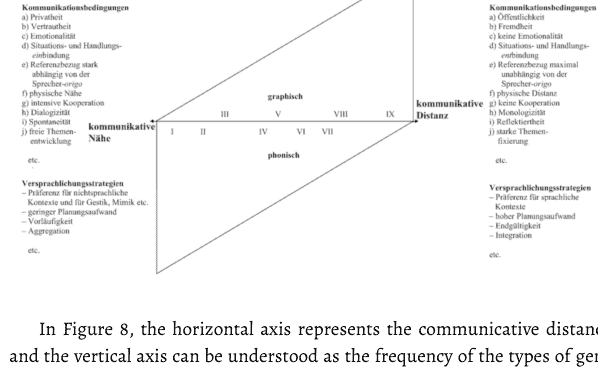 Kommunikationsbedingungen
a) Privatheit
b) Vertrautheit
c) Emotionalität
d) Situations- und Handlungs-
einbindung
e) Referenzbezug stark
abhängig von der
Sprecher-origo
f) physische Nähe
g) intensive Kooperation
h) Dialogizität
i) Spontaneität
j) freie Themen-
entwicklung
etc.
Versprachlichungsstrategien
– Präferenz für nichtsprachliche
Kontexte und für Gestik, Mimik etc.
– geringer Planungsaufwand
– Vorläufigkeit
– Aggregation
etc.
kommunikative
Nähe
graphisch
III V VIII IX
I II IV VI VII
phonisch
kommunikative
Distanz
Kommunikationsbedingungen
a) Öffentlichkeit
b) Fremdheit
c) keine Emotionalität
d) Situations- und Handlungs-
einbindung
e) Referenzbezug maximal
unabhängig von der
Sprecher-origo
f) physische Distanz
g) keine Kooperation
h) Monologizität
i) Reflektiertheit
j) starke Themen-
fixierung
etc.
Versprachlichungsstrategien
– Präferenz für sprachliche
Kontexte
– hoher Planungsaufwand
– Endgültigkeit
– Integration
etc.
In Figure 8, the horizontal axis represents the communicative distanc
and the vertical axis can be understood as the frequency of the types of gen